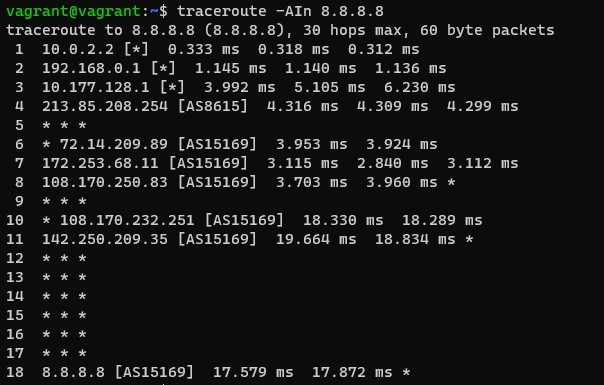 vagrant@vagrant:~$ traceroute -AIn 8.8.8.8
traceroute to 8.8.8.8 (8.8.8.8), 30 hops max, 60 byte packets
1 10.0.2.2 [*] 0.333 ms 0.318 ms 0.312 ms
2 192.168.0.1 [*] 1.145 ms 1.140 ms 1.136 ms
3 10.177.128.1 [*] 3.992 ms 5.105 ms 6.230 ms
4 213.85.208.254 [AS8615] 4.316 ms 4.309 ms 4.299 ms
5 * * *
6 * 72.14.209.89 [AS15169] 3.953 ms 3.924 ms
7 172.253.68.11 [AS15169] 3.115 ms 2.840 ms 3.112 ms
8 108.170.250.83 [AS15169] 3.703 ms 3.960 ms *
9 * * *
10 * 108.170.232.251 [AS15169] 18.330 ms 18.289 ms
11 142.250.209.35 [AS15169] 19.664 ms 18.834 ms *
12 * * *
13 * * *
14 * * *
15 * * *
16 * * *
17 * * *
18 8.8.8.8 [AS15169] 17.579 ms 17.872 ms *